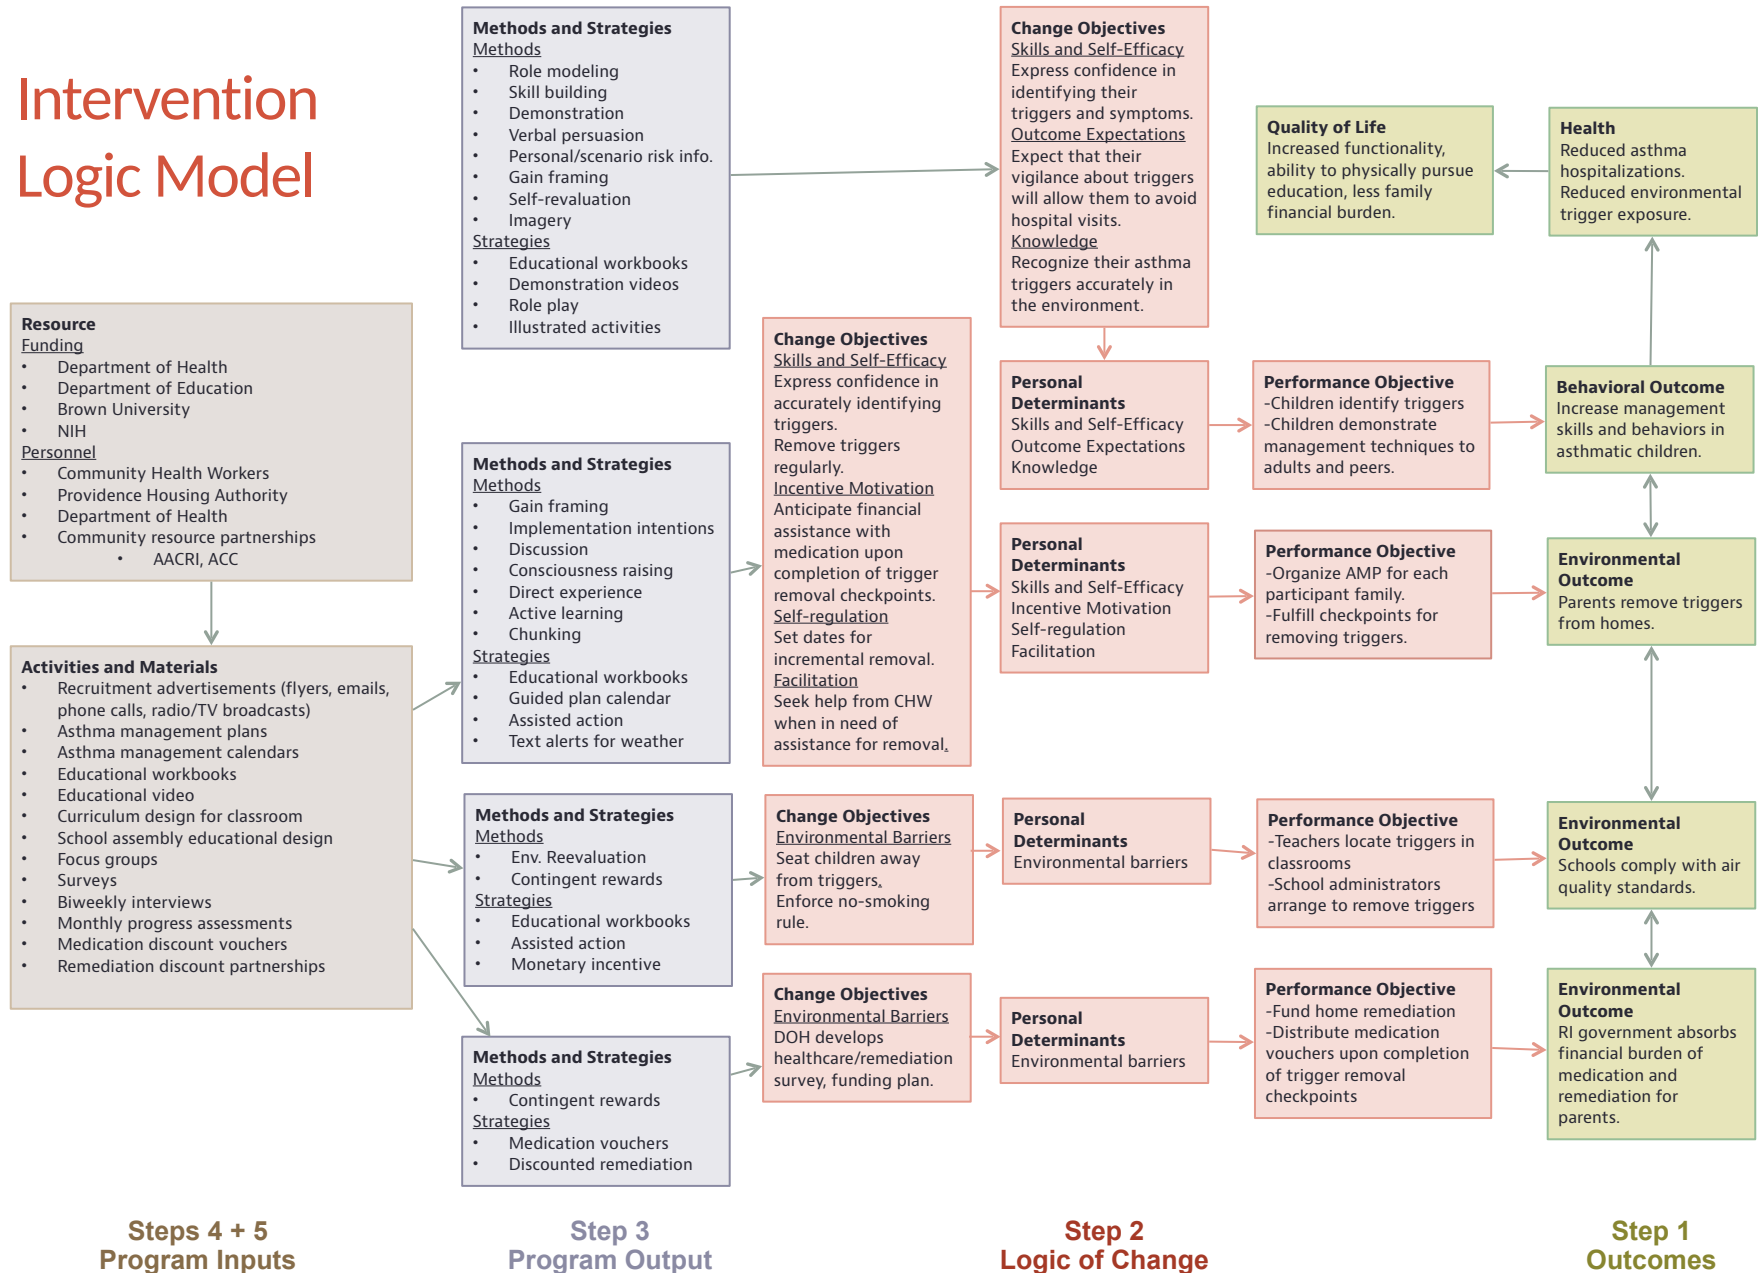 Intervention
Logic Model
Resource
Funding
• Department of Health
• Department of Education
• Brown University
• NIH
Personnel
• Community Health Workers
• Providence Housing Authority
• Department of Health
• Community resource partnerships
• AACRI, ACC
Activities and Materials
• Recruitment advertisements (flyers, emails,
phone calls, radio/TV broadcasts)
• Asthma management plans
• Asthma management calendars
• Educational workbooks
• Educational video
• Curriculum design for classroom
• School assembly educational design
• Focus groups
• Surveys
• Biweekly interviews
• Monthly progress assessments
• Medication discount vouchers
• Remediation discount partnerships
Methods and Strategies
Methods
• Role modeling
• Skill building
• Demonstration
• Verbal persuasion
• Personal/scenario risk info.
• Gain framing
• Self-revaluation
• Imagery
Strategies
• Educational workbooks
• Demonstration videos
• Role play
• Illustrated activities
Methods and Strategies
Methods
• Gain framing
• Implementation intentions
• Discussion
• Consciousness raising
• Direct experience
• Active learning
• Chunking
Strategies
• Educational workbooks
• Guided plan calendar
• Assisted action
• Text alerts for weather
Methods and Strategies
Methods
• Env. Reevaluation
• Contingent rewards
Strategies
• Educational workbooks
• Assisted action
• Monetary incentive
Methods and Strategies
Methods
• Contingent rewards
Strategies
• Medication vouchers
• Discounted remediation
Change Objectives
Skills and Self-Efficacy
Express confidence in
accurately identifying
triggers.
Remove triggers
regularly.
Incentive Motivation
Anticipate financial
assistance with
medication upon
completion of trigger
removal checkpoints.
Self-regulation
Set dates for
incremental removal.
Facilitation
Seek help from CHW
when in need of
assistance for removal.
Change Objectives
Environmental Barriers
Seat children away
from triggers.
Enforce no-smoking
rule.
Change Objectives
Environmental Barriers
DOH develops
healthcare/remediation
survey, funding plan.
Change Objectives
Skills and Self-Efficacy
Express confidence in
identifying their
triggers and symptoms.
Outcome Expectations
Expect that their
vigilance about triggers
will allow them to avoid
hospital visits.
Knowledge
Recognize their asthma
triggers accurately in
the environment.
Personal
Determinants
Skills and Self-Efficacy
Outcome Expectations
Knowledge
Personal
Determinants
Skills and Self-Efficacy
Incentive Motivation
Self-regulation
Facilitation
Personal
Determinants
Environmental barriers
Personal
Determinants
Environmental barriers
Performance Objective
-Children identify triggers
-Children demonstrate
management techniques to
adults and peers.
Performance Objective
-Organize AMP for each
participant family.
-Fulfill checkpoints for
removing triggers.
Performance Objective
-Teachers locate triggers in
classrooms
-School administrators
arrange to remove triggers
Performance Objective
-Fund home remediation
-Distribute medication
vouchers upon completion
of trigger removal
checkpoints
Quality of Life
Increased functionality,
ability to physically pursue
education, less family
financial burden.
Health
Reduced asthma
hospitalizations.
Reduced environmental
trigger exposure.
Behavioral Outcome
Increase management
skills and behaviors in
asthmatic children.
Environmental
Outcome
Parents remove triggers
from homes.
Environmental
Outcome
Schools comply with air
quality standards.
Environmental
Outcome
RI government absorbs
financial burden of
medication and
remediation for
parents.
Steps 4 + 5
Program Inputs
Step 3
Program Output
Step 2
Logic of Change
Step 1
Outcomes